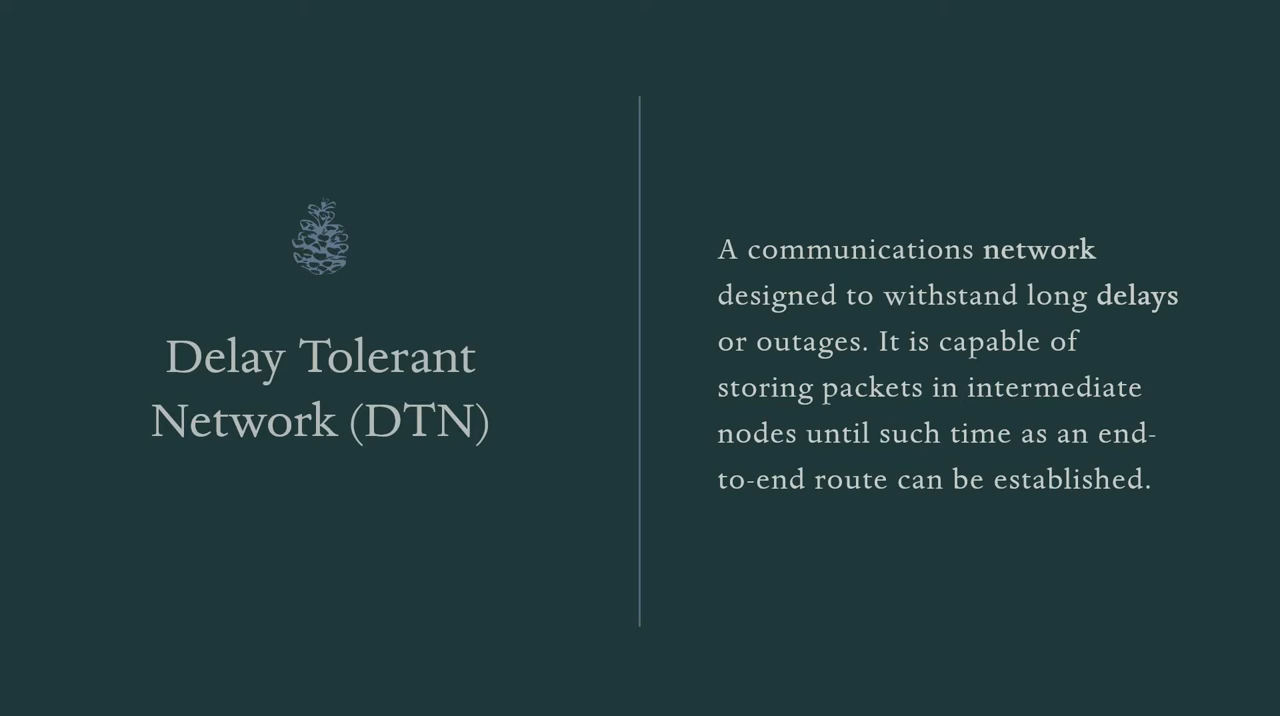 Delay Tolerant
Network (DTN)
A communications network
designed to withstand long delays
or outages. It is capable of
storing packets in intermediate
nodes until such time as an end-
to-end route can be established.